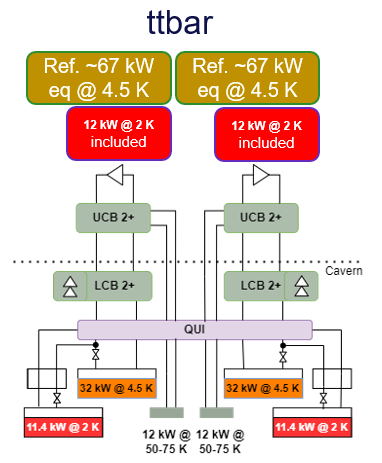 ttbar
Ref. ~67 kW
eq @ 4.5 K
Ref. ~67 kW
eq @ 4.5 K
12 kW @ 2 K
included
12 kW @ 2 K
included
UCB 2+
UCB 2+
Cavern
LCB 2+
LCB 2+
QUI
32 kW @ 4.5 K
32 kW @ 4.5 K
11.4 kW @ 2 K
12 kW @
50-75 K
12 kW @
50-75 K
11.4 kW @ 2 K